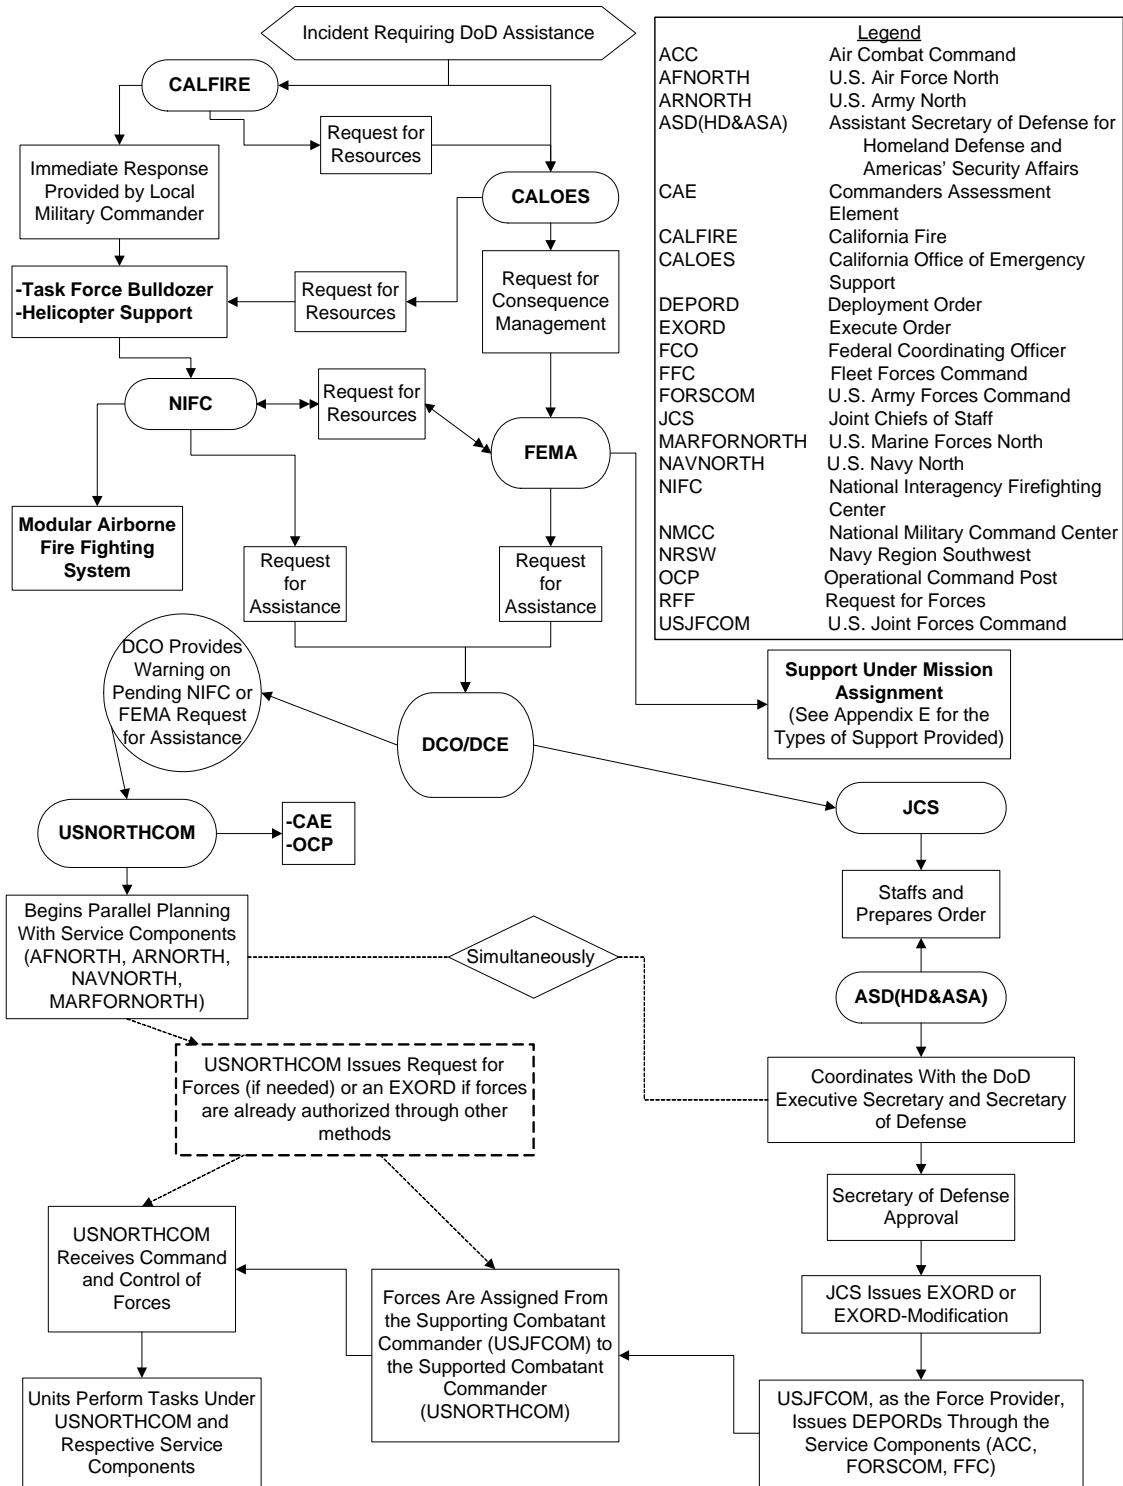 Incident Requiring DoD Assistance
CALFIRE
Request for
Resources
Immediate Response
Provided by Local
Military Commander
CALOES
-Task Force Bulldozer
-Helicopter Support
Request for
Resources
Request for
Consequence
Management
NIFC
Request for
Resources
FEMA
Modular Airborne
Fire Fighting
System
Request
for
Assistance
Request
for
Assistance
Legend
ACC Air Combat Command
AFNORTH U.S. Air Force North
ARNORTH U.S. Army North
ASD(HD&ASA) Assistant Secretary of Defense for
Homeland Defense and
Americas’ Security Affairs
CAE Commanders Assessment
Element
CALFIRE California Fire
CALOES California Office of Emergency
Support
DEPORD Deployment Order
EXORD Execute Order
FCO Federal Coordinating Officer
FFC Fleet Forces Command
FORSCOM U.S. Army Forces Command
JCS Joint Chiefs of Staff
MARFORNORTH U.S. Marine Forces North
NAVNORTH U.S. Navy North
NIFC National Interagency Firefighting
Center
NMCC National Military Command Center
NRSW Navy Region Southwest
OCP Operational Command Post
RFF Request for Forces
USJFCOM U.S. Joint Forces Command
DCO Provides
Warning on
Pending NIFC or
FEMA Request
for Assistance
DCO/DCE
Support Under Mission
Assignment
(See Appendix E for the
Types of Support Provided)
USNORTHCOM
-CAE
-OCP
JCS
Staffs and
Prepares Order
Begins Parallel Planning
With Service Components
(AFNORTH, ARNORTH,
NAVNORTH,
MARFORNORTH)
Simultaneously
ASD(HD&ASA)
USNORTHCOM Issues Request for
Forces (if needed) or an EXORD if forces
are already authorized through other
methods
Coordinates With the DoD
Executive Secretary and Secretary
of Defense
Secretary of Defense
Approval
USNORTHCOM
Receives Command
and Control of
Forces
Forces Are Assigned From
the Supporting Combatant
Commander (USJFCOM) to
the Supported Combatant
Commander
(USNORTHCOM)
JCS Issues EXORD or
EXORD-Modification
Units Perform Tasks Under
USNORTHCOM and
Respective Service
Components
USJFCOM, as the Force Provider,
Issues DEPORDs Through the
Service Components (ACC,
FORSCOM, FFC)